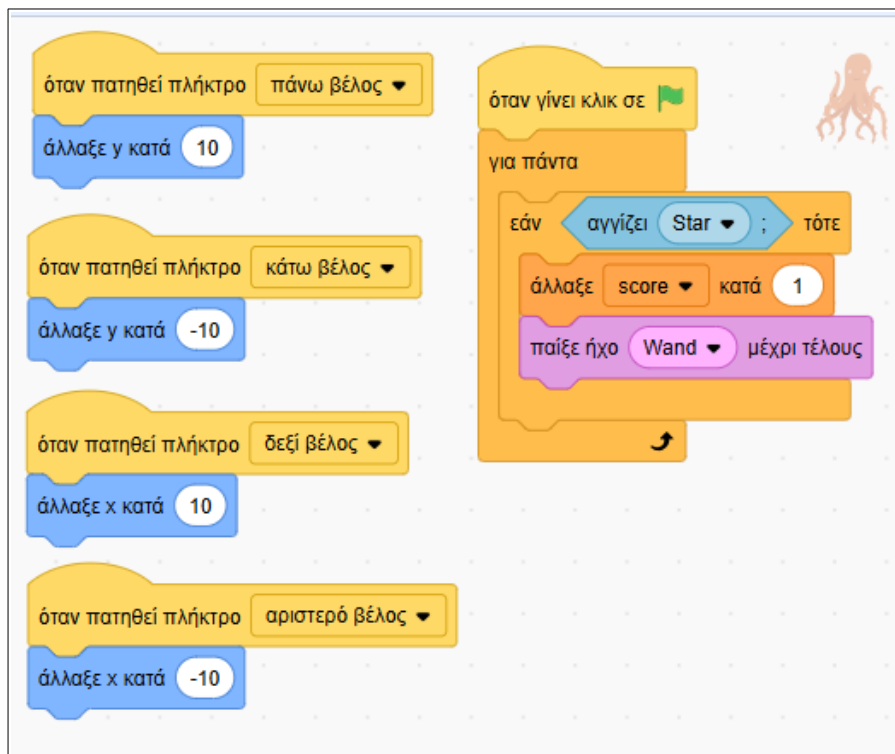 όταν πατηθεί πλήκτρο πάνω βέλος
άλλαξε y κατά 10
όταν πατηθεί πλήκτρο κάτω βέλος
άλλαξε y κατά -10
όταν πατηθεί πλήκτρο δεξί βέλος
άλλαξε x κατά 10
όταν πατηθεί πλήκτρο αριστερό βέλος
άλλαξε x κατά -10
όταν γίνει κλικ σε
για πάντα
εάν αγγίζει Star ; τότε
άλλαξε score κατά 1
παίξε ήχο Wand μέχρι τέλους